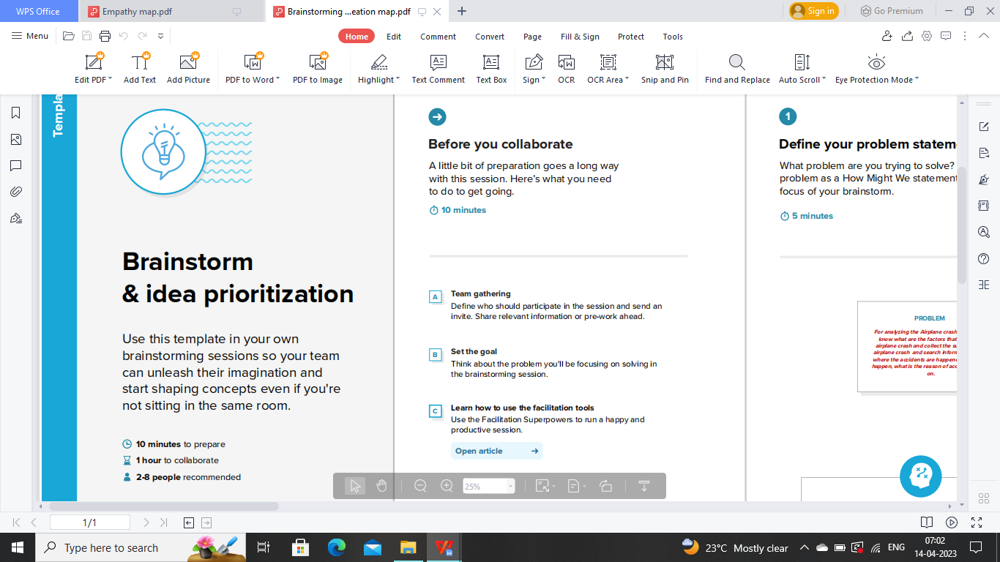 WPS Office
Empathy map.pdf
Brainstorming ...eation map.pdf
Sign in
Go Premium
Menu
Home
Edit
Comment
Convert
Page
Fill & Sign
Protect
Tools
Edit PDF
Add Text
Add Picture
PDF to Word
PDF to Image
Highlight
Text Comment
Text Box
Sign
OCR
OCR Area
Snip and Pin
Find and Replace
Auto Scroll
Eye Protection Mode
Templa
Brainstorm
& idea prioritization
Use this template in your own
brainstorming sessions so your team
can unleash their imagination and
start shaping concepts even if you're
not sitting in the same room.
10 minutes to prepare
1 hour to collaborate
2-8 people recommended
Before you collaborate
A little bit of preparation goes a long way
with this session. Here's what you need
to do to get going.
10 minutes
A
Team gathering
Define who should participate in the session and send an
invite. Share relevant information or pre-work ahead.
B
Set the goal
Think about the problem you'll be focusing on solving in
the brainstorming session.
C
Learn how to use the facilitation tools
Use the Facilitation Superpowers to run a happy and
productive session.
Open article
1
Define your problem statem
What problem are you trying to solve?
problem as a How Might We statement
focus of your brainstorm.
5 minutes
PROBLEM
For analyzing the Airplane crash
know what are the factors that
airplane crash and collect the su
airplane crash and search inform
where the accidents are happene
happen, what is the reason of acc
on.
25%
1/1
Type here to search
23°C Mostly clear
ENG
07:02
14-04-2023